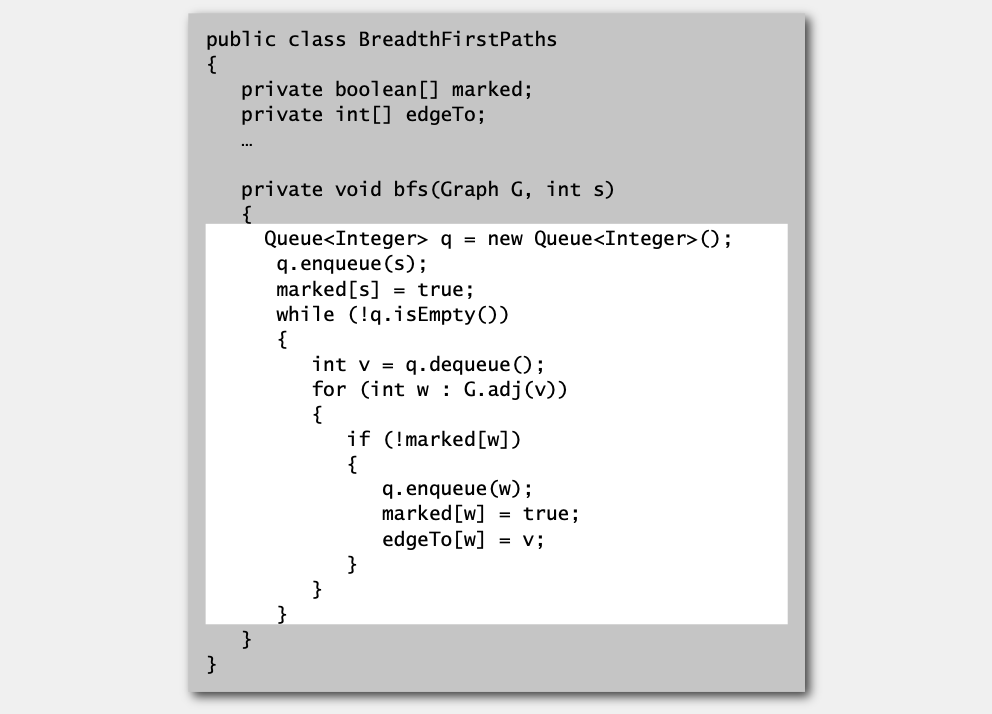 public class BreadthFirstPaths
{
   private boolean[] marked;
   private int[] edgeTo;
   …
   private void bfs(Graph G, int s)
   {
     Queue<Integer> q = new Queue<Integer>();
      q.enqueue(s);
      marked[s] = true;
      while (!q.isEmpty())
      {
         int v = q.dequeue();
         for (int w : G.adj(v))
         {
            if (!marked[w])
            {
               q.enqueue(w);
               marked[w] = true;
               edgeTo[w] = v;
            }
         }
      }
   }
}